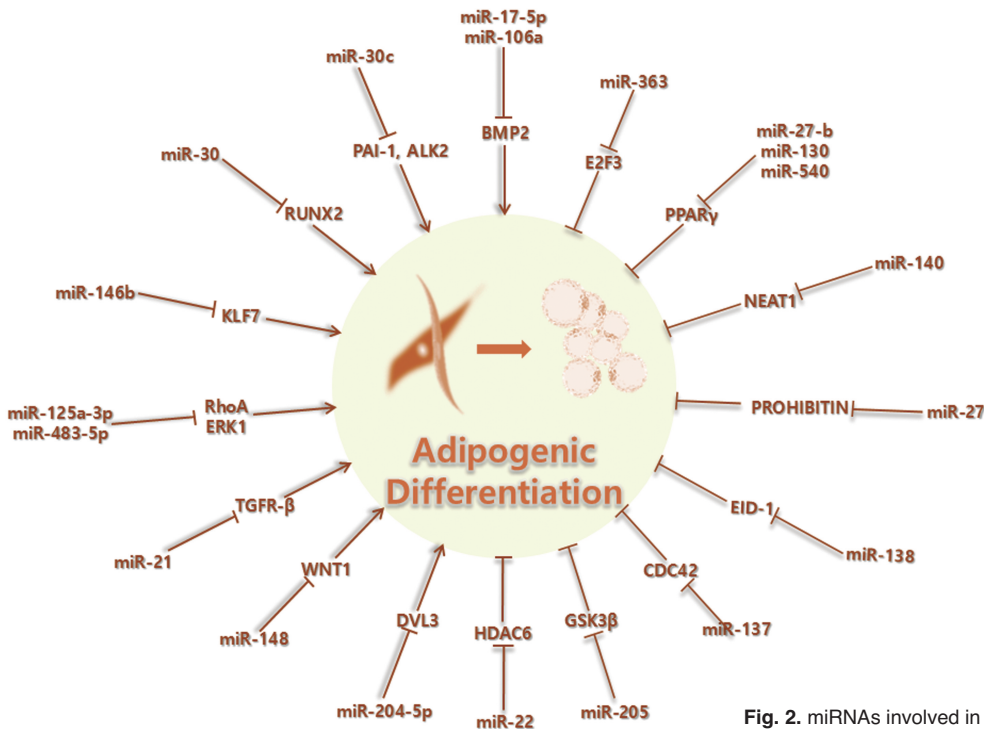 miR-17-5p
miR-106a
miR-30c
miR-363
BMP2
miR-27-b
miR-130
miR-540
PAI-1, ALK2
E2F3
miR-30
RUNX2
PPARγ
miR-140
miR-146b
NEAT1
KLF7
miR-125a-3p
miR-483-5p
RhoA
ERK1
PROHIBITIN
miR-27
Adipogenic
Differentiation
TGFR-β
EID-1
miR-21
miR-138
WNT1
CDC42
miR-148
DVL3
HDAC6
GSK3β
miR-137
miR-204-5p
miR-22
miR-205
Fig. 2. miRNAs involved in